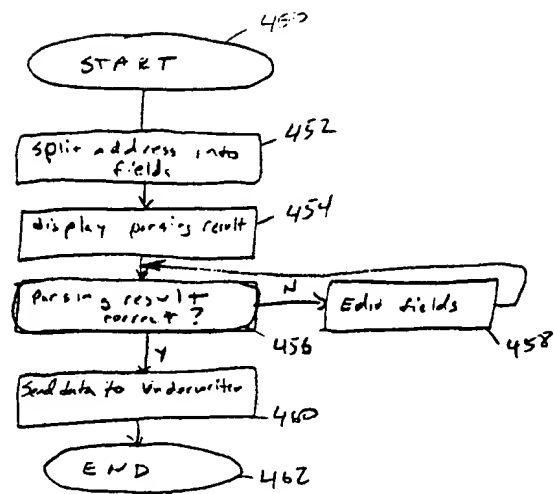 450
START
452
split address into
fields
454
display parsing result
parsing result
correct?
N
Edit fields
456
458
Y
Send data to Underwriter
460
END
462